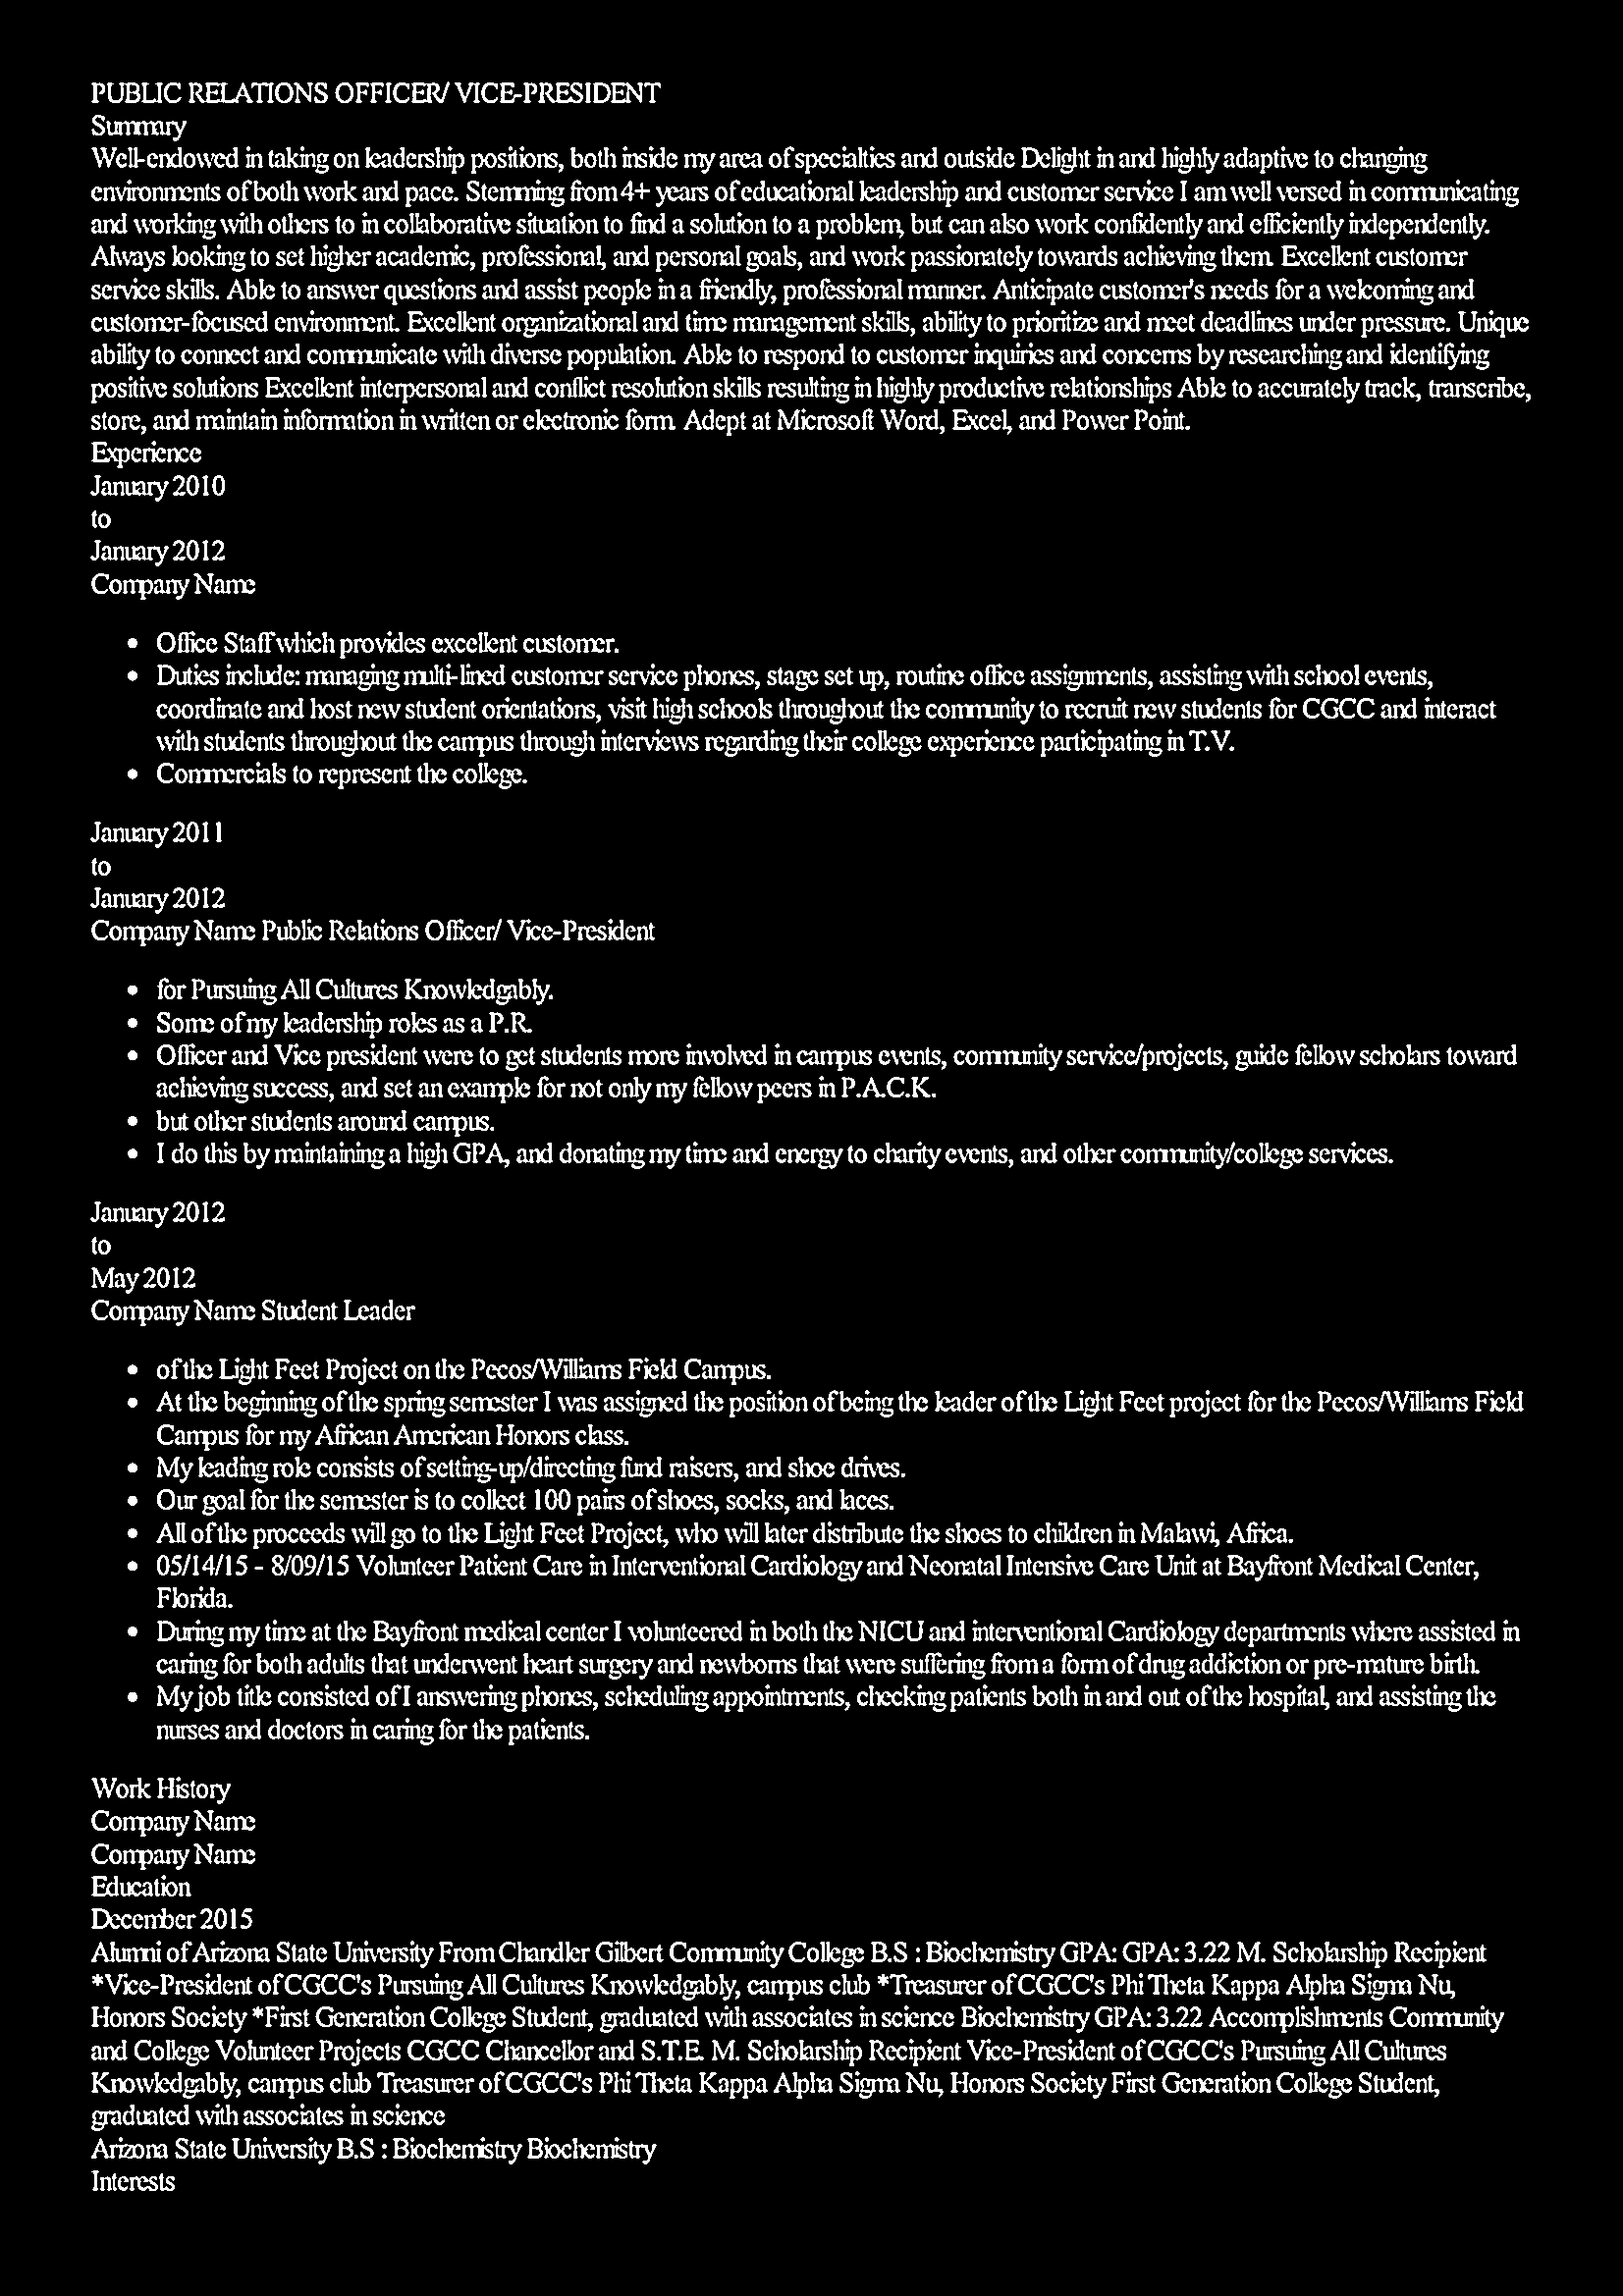 PUBLIC RELATIONS OFFICER/ VICE-PRESIDENT
Summary
Well-endowed in taking on leadership positions, both inside my area of specialties and outside Delight in and highly adaptive to changing
environments of both work and pace. Stemming from 4+ years of educational leadership and customer service I am well versed in communicating
and working with others to in collaborative situation to find a solution to a problem, but can also work confidently and efficiently independently.
Always looking to set higher academic, professional, and personal goals, and work passionately towards achieving them. Excellent customer
service skills. Able to answer questions and assist people in a friendly, professional manner. Anticipate customer's needs for a welcoming and
customer-focused environment. Excellent organizational and time management skills, ability to prioritize and meet deadlines under pressure. Unique
ability to connect and communicate with diverse population. Able to respond to customer inquiries and concerns by researching and identifying
positive solutions Excellent interpersonal and conflict resolution skills resulting in highly productive relationships Able to accurately track, transcribe,
store, and maintain information in written or electronic form. Adept at Microsoft Word, Excel, and Power Point.
Experience
January 2010
to
January 2012
Company Name
• Office Staff which provides excellent customer.
• Duties include: managing multi-lined customer service phones, stage set up, routine office assignments, assisting with school events,
coordinate and host new student orientations, visit high schools throughout the community to recruit new students for CGCC and interact
with students throughout the campus through interviews regarding their college experience participating in T.V.
• Commercials to represent the college.
January 2011
to
January 2012
Company Name Public Relations Officer/ Vice-President
• for Pursuing All Cultures Knowledgably.
• Some of my leadership roles as a P.R.
• Officer and Vice president were to get students more involved in campus events, community service/projects, guide fellow scholars toward
achieving success, and set an example for not only my fellow peers in P.A.C.K.
• but other students around campus.
• I do this by maintaining a high GPA, and donating my time and energy to charity events, and other community/college services.
January 2012
to
May 2012
Company Name Student Leader
• of the Light Feet Project on the Pecos/Williams Field Campus.
• At the beginning of the spring semester I was assigned the position of being the leader of the Light Feet project for the Pecos/Williams Field
Campus for my African American Honors class.
• My leading role consists of setting-up/directing fund raisers, and shoe drives.
• Our goal for the semester is to collect 100 pairs of shoes, socks, and laces.
• All of the proceeds will go to the Light Feet Project, who will later distribute the shoes to children in Malawi, Africa.
• 05/14/15 - 8/09/15 Volunteer Patient Care in Interventional Cardiology and Neonatal Intensive Care Unit at Bayfront Medical Center,
Florida.
• During my time at the Bayfront medical center I volunteered in both the NICU and interventional Cardiology departments where assisted in
caring for both adults that underwent heart surgery and newborns that were suffering from a form of drug addiction or pre-mature birth.
• My job title consisted of I answering phones, scheduling appointments, checking patients both in and out of the hospital, and assisting the
nurses and doctors in caring for the patients.
Work History
Company Name
Company Name
Education
December 2015
Alumni of Arizona State University From Chandler Gilbert Community College B.S : Biochemistry GPA: GPA: 3.22 M. Scholarship Recipient
*Vice-President of CGCC's Pursuing All Cultures Knowledgably, campus club *Treasurer of CGCC's Phi Theta Kappa Alpha Sigma Nu,
Honors Society *First Generation College Student, graduated with associates in science Biochemistry GPA: 3.22 Accomplishments Community
and College Volunteer Projects CGCC Chancellor and S.T.E. M. Scholarship Recipient Vice-President of CGCC's Pursuing All Cultures
Knowledgably, campus club Treasurer of CGCC's Phi Theta Kappa Alpha Sigma Nu, Honors Society First Generation College Student,
graduated with associates in science
Arizona State University B.S : Biochemistry Biochemistry
Interests